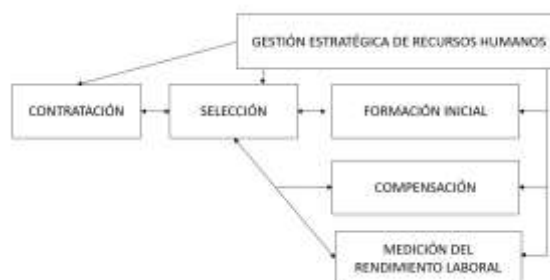 GESTIÓN ESTRATÉGICA DE RECURSOS HUMANOS
CONTRATACIÓN
SELECCIÓN
FORMACIÓN INICIAL
COMPENSACIÓN
MEDICIÓN DEL
RENDIMIENTO LABORAL